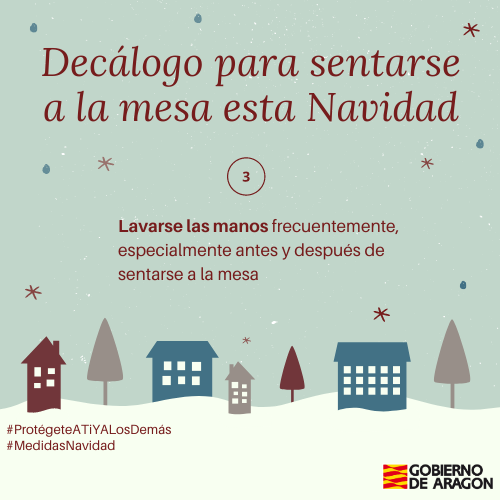 Decálogo para sentarse
a la mesa esta Navidad
3
Lavarse las manos frecuentemente,
especialmente antes y después de
sentarse a la mesa
#ProtégeteATiYALosDemás
#MedidasNavidad
GOBIERNO
DE ARAGON